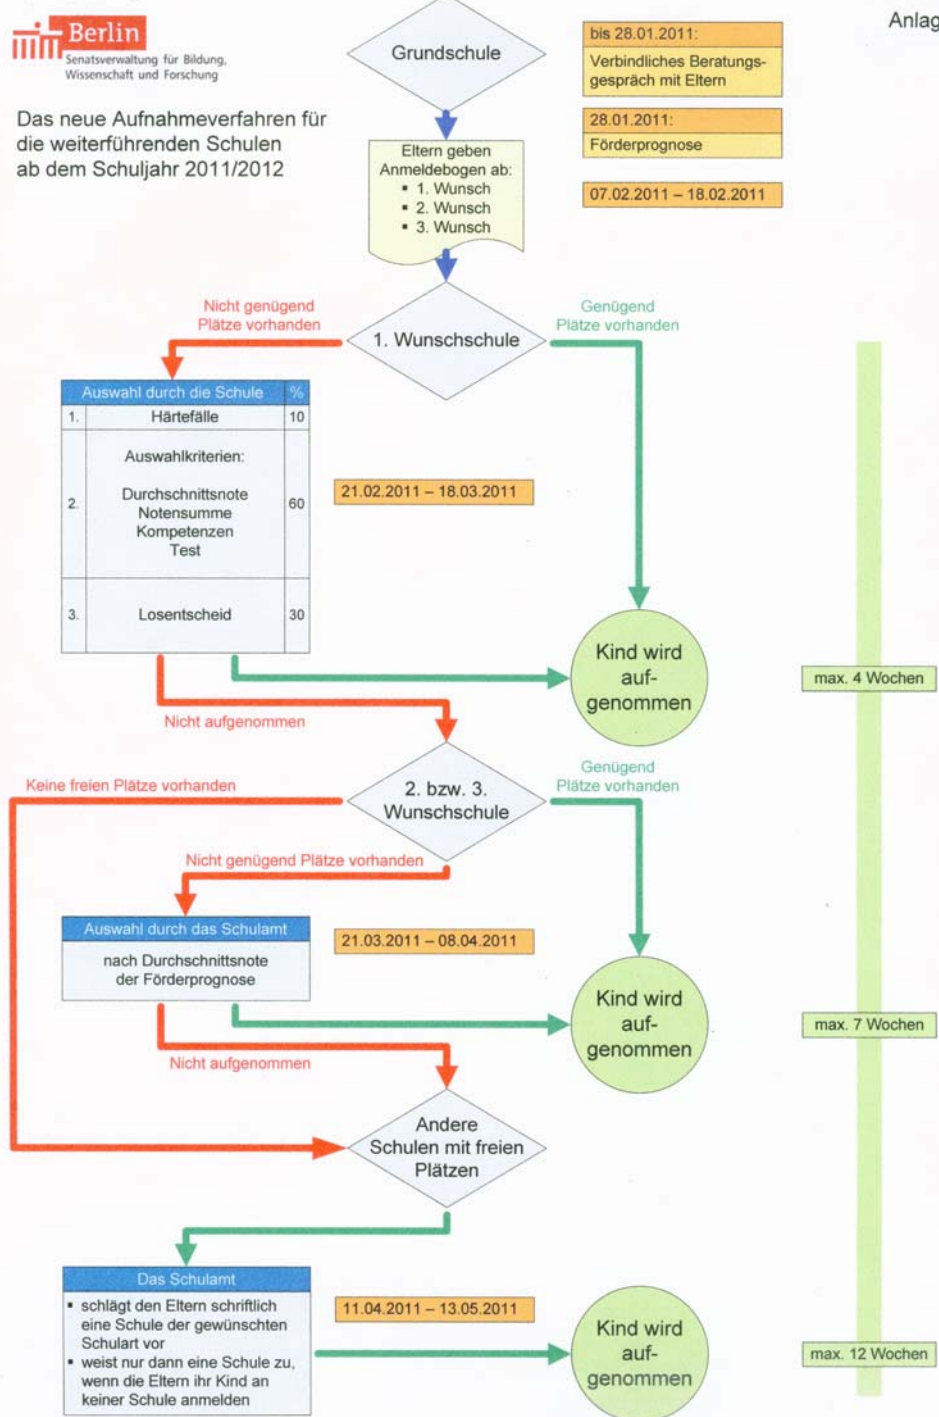 Berlin
Senatsverwaltung für Bildung,
Wissenschaft und Forschung
Anlag
Das neue Aufnahmeverfahren für
die weiterführenden Schulen
ab dem Schuljahr 2011/2012
Grundschule
bis 28.01.2011:
Verbindliches Beratungs-
gespräch mit Eltern
28.01.2011:
Förderprognose
Eltern geben
Anmeldebogen ab:
▪ 1. Wunsch
▪ 2. Wunsch
▪ 3. Wunsch
07.02.2011 – 18.02.2011
Nicht genügend
Plätze vorhanden
1. Wunschschule
Genügend
Plätze vorhanden
Auswahl durch die Schule %
1. Härtefälle 10
Auswahlkriterien:
Durchschnittsnote
2. Notensumme 60
Kompetenzen
Test
3. Losentscheid 30
21.02.2011 – 18.03.2011
Kind wird
auf-
genommen
max. 4 Wochen
Nicht aufgenommen
Keine freien Plätze vorhanden
2. bzw. 3.
Wunschschule
Genügend
Plätze vorhanden
Nicht genügend Plätze vorhanden
Auswahl durch das Schulamt
nach Durchschnittsnote
der Förderprognose
21.03.2011 – 08.04.2011
Kind wird
auf-
genommen
max. 7 Wochen
Nicht aufgenommen
Andere
Schulen mit freien
Plätzen
Das Schulamt
▪ schlägt den Eltern schriftlich
eine Schule der gewünschten
Schulart vor
▪ weist nur dann eine Schule zu,
wenn die Eltern ihr Kind an
keiner Schule anmelden
11.04.2011 – 13.05.2011
Kind wird
auf-
genommen
max. 12 Wochen